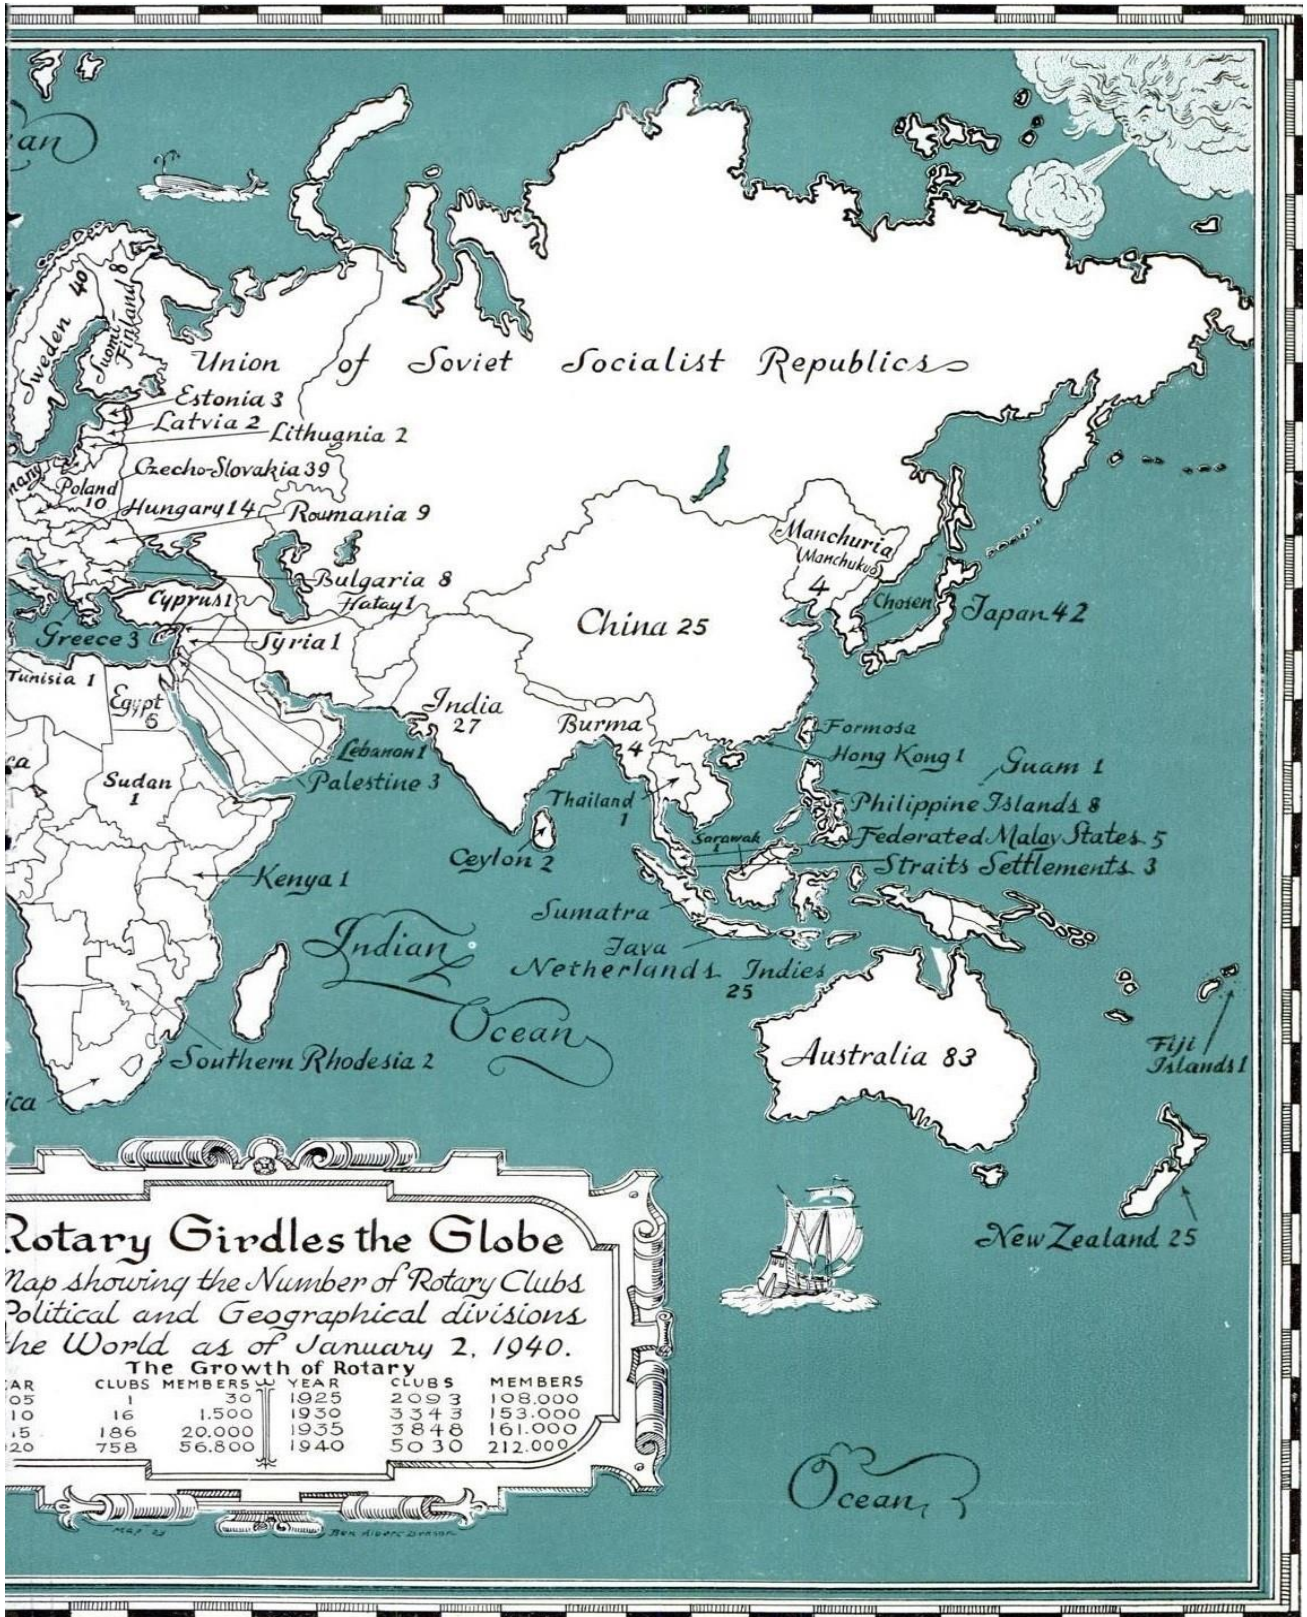 an
Sweden 40
Suomi
Finland 8
Union of Soviet Socialist Republics
Estonia 3
Latvia 2
Lithuania 2
many
Czecho-Slovakia 39
Poland
10
Hungary 14
Roumania 9
Bulgaria 8
Cyprus 1
Hatay 1
Greece 3
Syria 1
Tunisia 1
Egypt
Lebanon 1
Palestine 3
ca
Sudan
1
Kenya 1
Southern Rhodesia 2
ica
Manchuria
(Manchukuo)
4
Chosen
Japan 42
China 25
India
27
Burma
4
Formosa
Hong Kong 1
Guam 1
Thailand
1
Philippine Islands 8
Sarawak
1
Federated Malay States 5
Ceylon 2
Straits Settlements 3
Sumatra
Java
Netherlands Indies
25
Indian
Ocean
Australia 83
Fiji
Islands 1
New Zealand 25
Rotary Girdles the Globe
Map showing the Number of Rotary Clubs
Political and Geographical divisions
the World as of January 2, 1940.
The Growth of Rotary
AR CLUBS MEMBERS YEAR CLUBS MEMBERS
05 1 30 1925 2093 108.000
10 16 1.500 1930 3343 153.000
15 186 20.000 1935 3848 161.000
20 758 56.800 1940 5030 212.000
Ocean